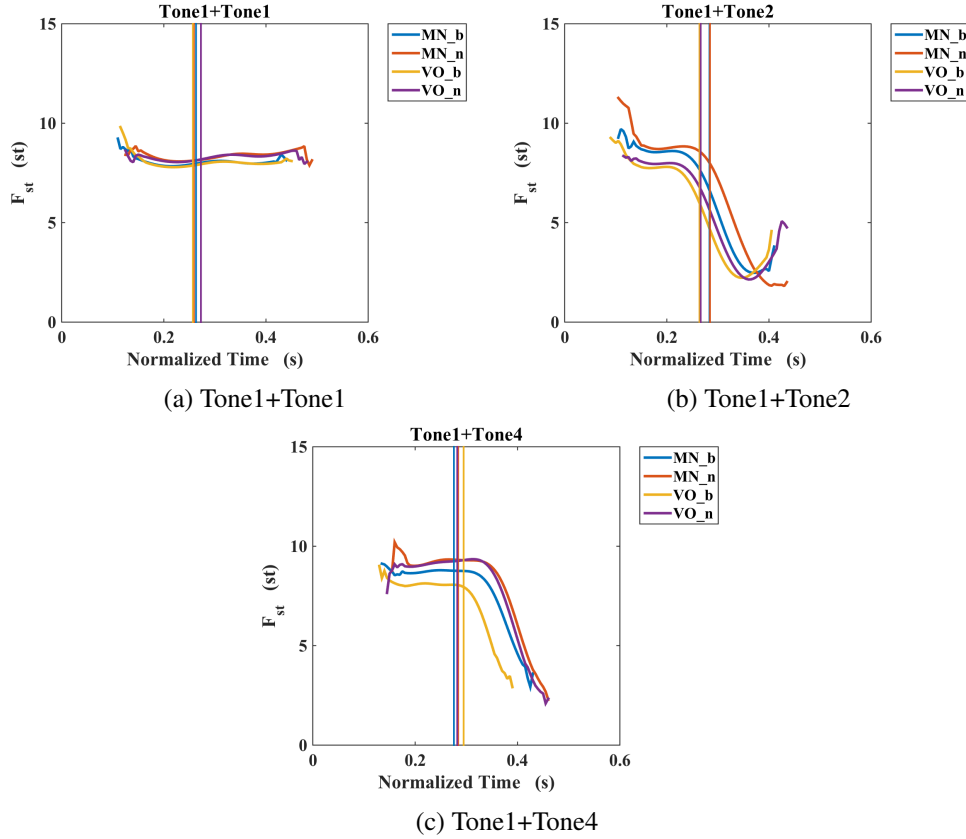 Tone1+Tone1
15
10
5
0
F_st (st)
0 0.2 0.4 0.6
Normalized Time (s)
MN_b
MN_n
VO_b
VO_n
(a) Tone1+Tone1
Tone1+Tone2
15
10
5
0
F_st (st)
0 0.2 0.4 0.6
Normalized Time (s)
MN_b
MN_n
VO_b
VO_n
(b) Tone1+Tone2
Tone1+Tone4
15
10
5
0
F_st (st)
0 0.2 0.4 0.6
Normalized Time (s)
MN_b
MN_n
VO_b
VO_n
(c) Tone1+Tone4